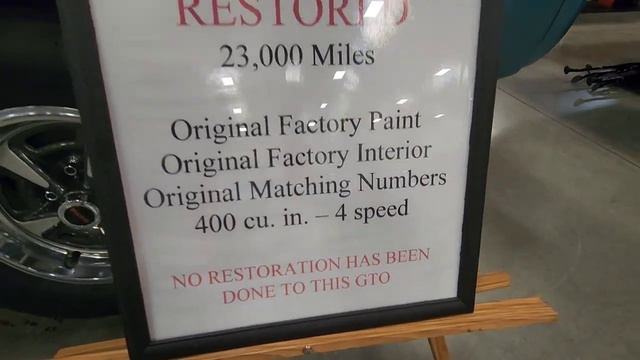 RESTORED
23,000 Miles
Original Factory Paint
Original Factory Interior
Original Matching Numbers
400 cu. in. – 4 speed
NO RESTORATION HAS BEEN
DONE TO THIS GTO